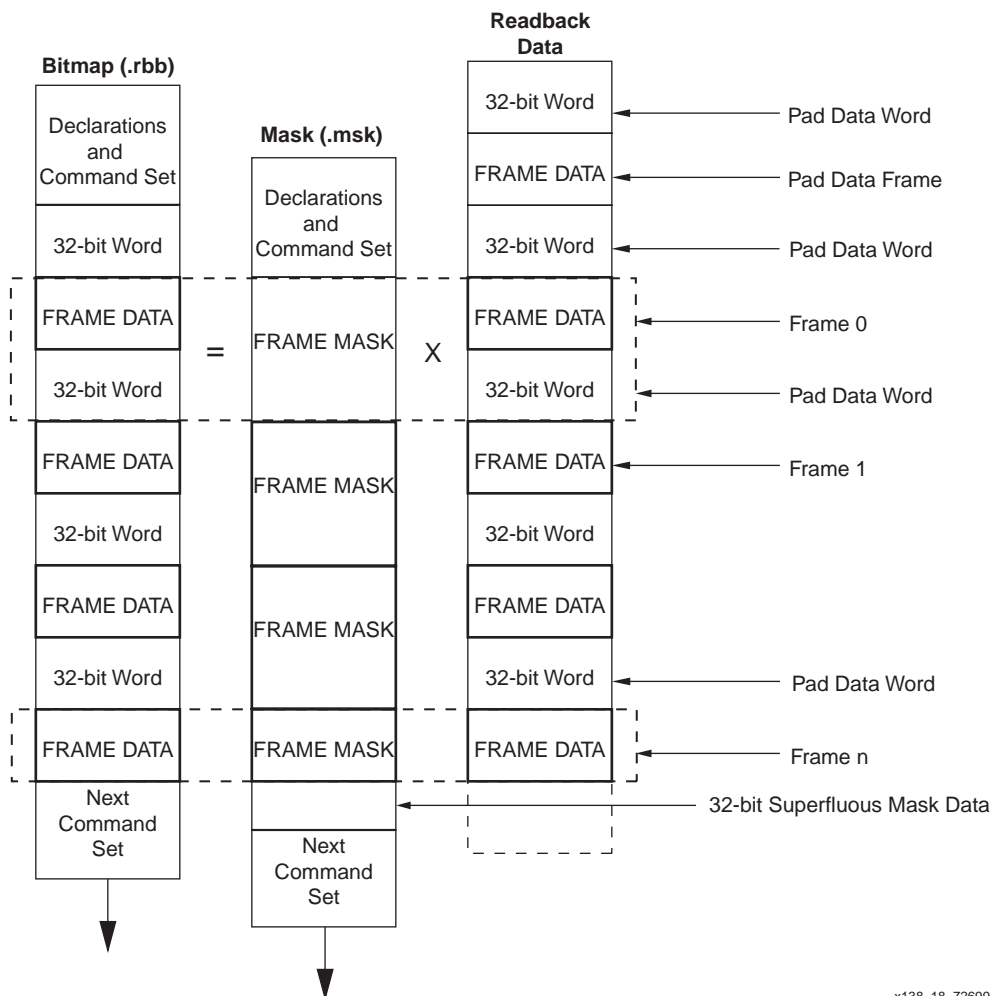 Bitmap (.rbb)
Declarations
and
Command Set
32-bit Word
FRAME DATA
32-bit Word
FRAME DATA
32-bit Word
FRAME DATA
32-bit Word
FRAME DATA
Next
Command
Set
=
Mask (.msk)
Declarations
and
Command Set
FRAME MASK
FRAME MASK
FRAME MASK
FRAME MASK
Next
Command
Set
X
Readback
Data
32-bit Word
FRAME DATA
32-bit Word
FRAME DATA
32-bit Word
FRAME DATA
32-bit Word
FRAME DATA
32-bit Word
FRAME DATA
Pad Data Word
Pad Data Frame
Pad Data Word
Frame 0
Pad Data Word
Frame 1
Pad Data Word
Frame n
32-bit Superfluous Mask Data
x138_18_72699